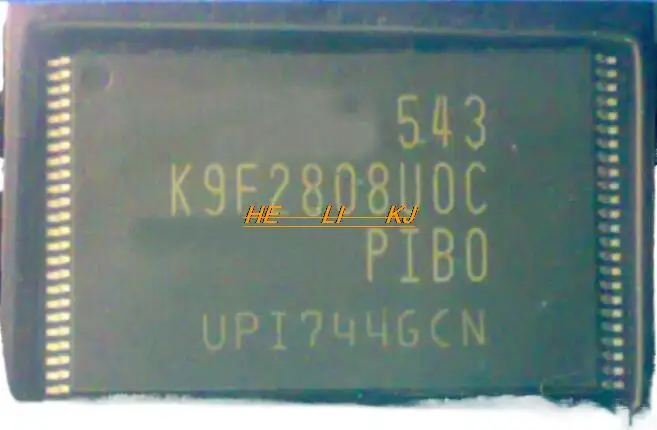 543
K9F2808U0C
HE LI KJ
PIB0
UPI744GCN